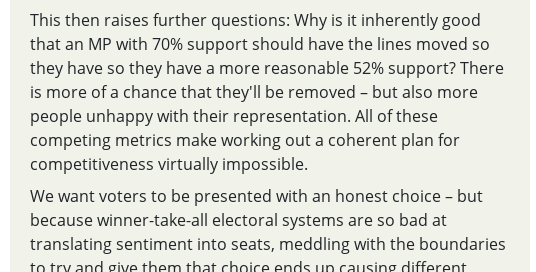 This then raises further questions: Why is it inherently good
that an MP with 70% support should have the lines moved so
they have so they have a more reasonable 52% support? There
is more of a chance that they'll be removed – but also more
people unhappy with their representation. All of these
competing metrics make working out a coherent plan for
competitiveness virtually impossible.
We want voters to be presented with an honest choice – but
because winner-take-all electoral systems are so bad at
translating sentiment into seats, meddling with the boundaries
to try and give them that choice ends up causing different